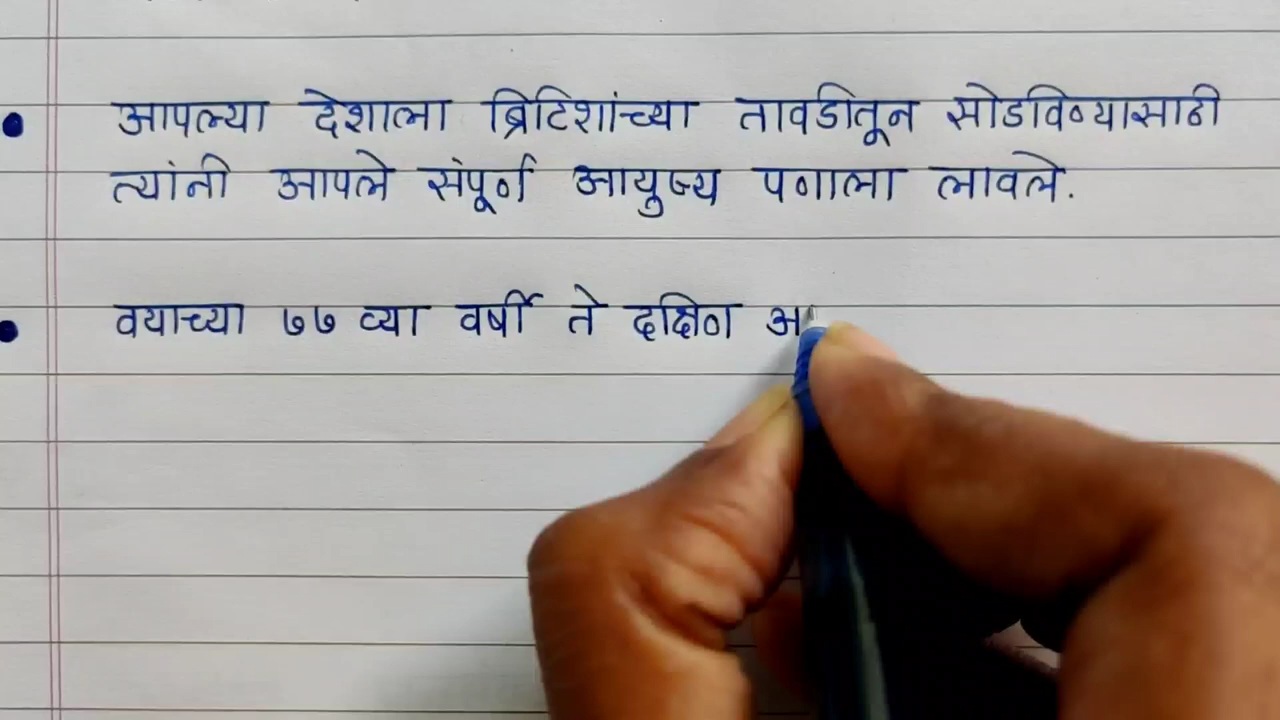 आपल्या देशाला ब्रिटिशांच्या तावडीतून सोडविण्यासाठी
त्यांनी आपले संपूर्ण आयुष्य पणाला लावले.
वयाच्या ७७ व्या वर्षी ते दक्षिण अ